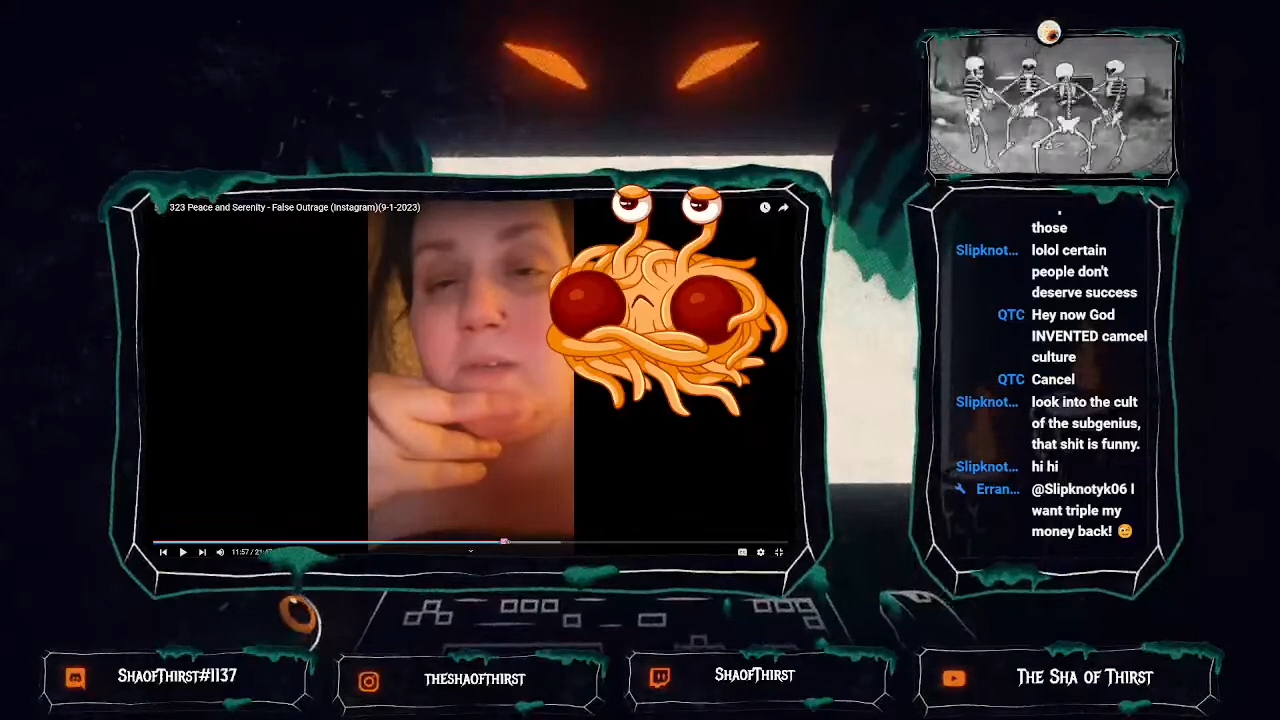 323 Peace and Serenity - False Outrage (Instagram)(9-1-2023)
11:57 / 21:
those
Slipknot... lolol certain
people don't
deserve success
QTC Hey now God
INVENTED camcel
culture
QTC Cancel
Slipknot... look into the cult
of the subgenius,
that shit is funny.
Slipknot... hi hi
Erran... @Slipknotyk06 I
want triple my
money back!
ShaofThirst#1137
theshaofthirst
ShaofThirst
The Sha of Thirst